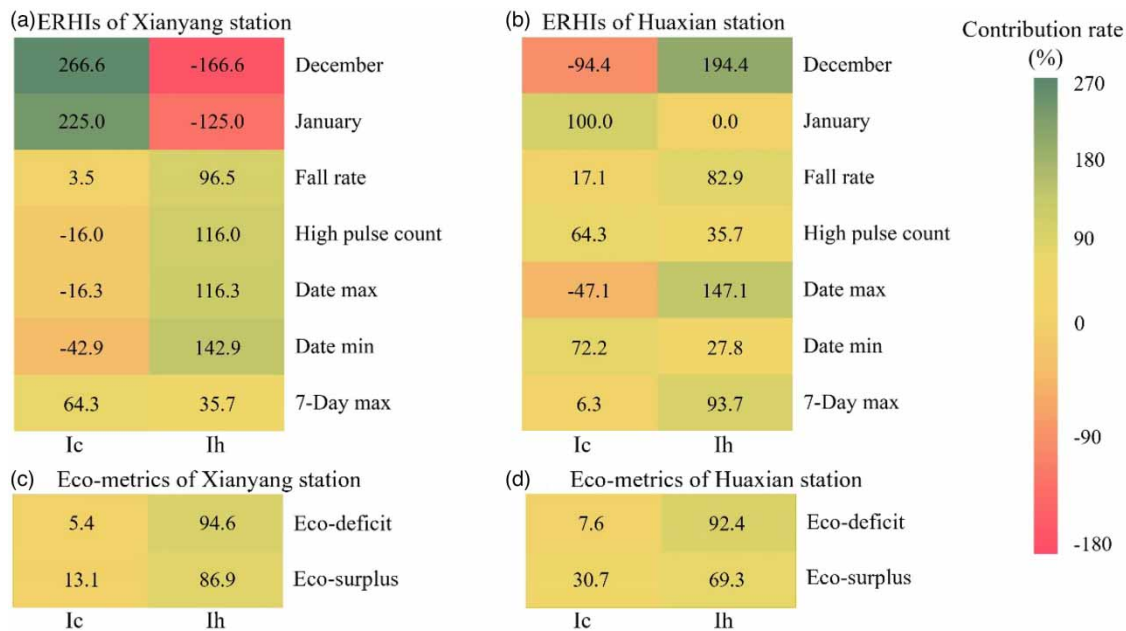 (a) ERHIs of Xianyang station
266.6 -166.6 December
225.0 -125.0 January
3.5 96.5 Fall rate
-16.0 116.0 High pulse count
-16.3 116.3 Date max
-42.9 142.9 Date min
64.3 35.7 7-Day max
Ic Ih
(b) ERHIs of Huaxian station
-94.4 194.4 December
100.0 0.0 January
17.1 82.9 Fall rate
64.3 35.7 High pulse count
-47.1 147.1 Date max
72.2 27.8 Date min
6.3 93.7 7-Day max
Ic Ih
(c) Eco-metrics of Xianyang station
5.4 94.6 Eco-deficit
13.1 86.9 Eco-surplus
Ic Ih
(d) Eco-metrics of Huaxian station
7.6 92.4 Eco-deficit
30.7 69.3 Eco-surplus
Ic Ih
Contribution rate
(%)
270
180
90
0
-90
-180